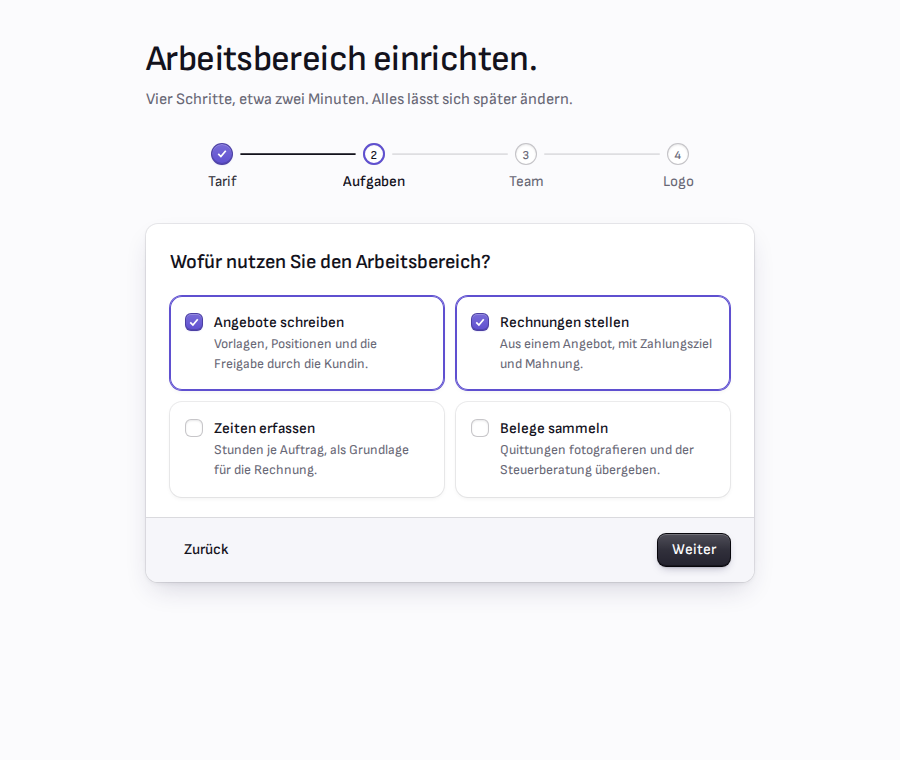 Arbeitsbereich einrichten.
Vier Schritte, etwa zwei Minuten. Alles lässt sich später ändern.
2
3
4
Tarif
Aufgaben
Team
Logo
Wofür nutzen Sie den Arbeitsbereich?
Angebote schreiben
Vorlagen, Positionen und die
Freigabe durch die Kundin.
Rechnungen stellen
Aus einem Angebot, mit Zahlungsziel
und Mahnung.
Zeiten erfassen
Stunden je Auftrag, als Grundlage
für die Rechnung.
Belege sammeln
Quittungen fotografieren und der
Steuerberatung übergeben.
Zurück
Weiter